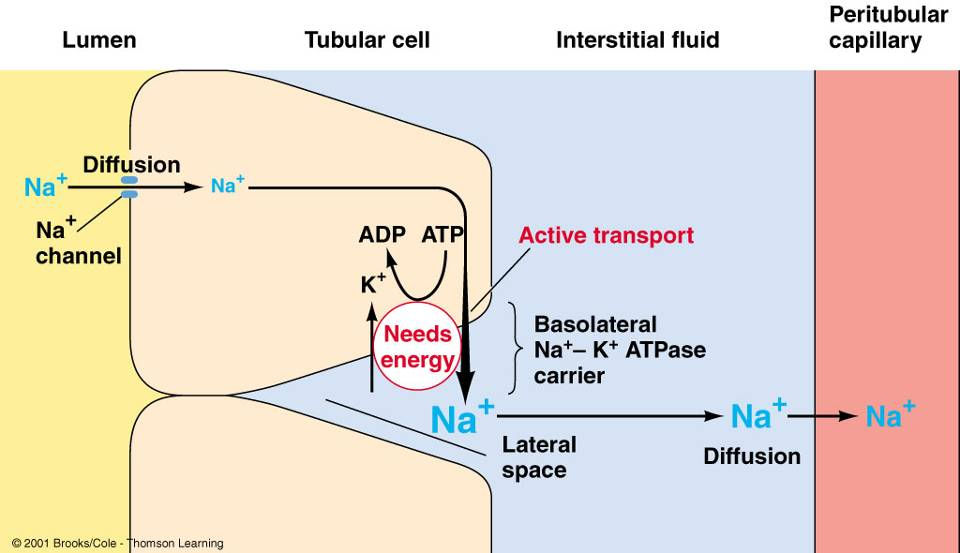 Lumen
Tubular cell
Interstitial fluid
Peritubular
capillary
Diffusion
Na⁺
Na⁺
Na⁺
channel
ADP
ATP
K⁺
Needs
energy
Active transport
Basolateral
Na⁺– K⁺ ATPase
carrier
Na⁺
Lateral
space
Na⁺
Diffusion
Na⁺
© 2001 Brooks/Cole - Thomson Learning